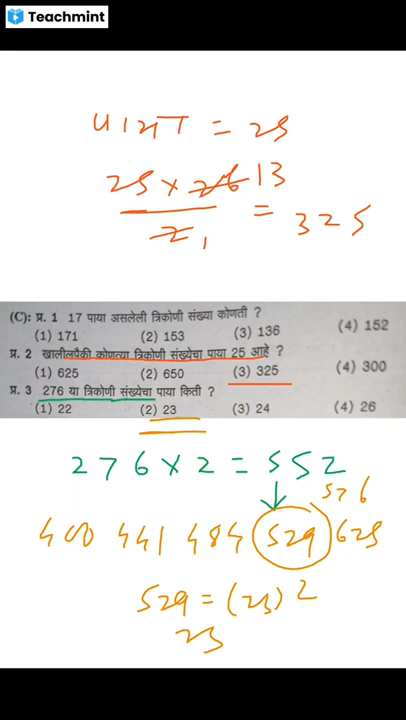 Teachmint
पाया = 25
25 × 26 13
2 1 = 325
(C): प्र. 1 17 पाया असलेली त्रिकोणी संख्या कोणती ?
(1) 171 (2) 153 (3) 136 (4) 152
प्र. 2 खालीलपैकी कोणत्या त्रिकोणी संख्येचा पाया 25 आहे ?
(1) 625 (2) 650 (3) 325 (4) 300
प्र. 3 276 या त्रिकोणी संख्येचा पाया किती ?
(1) 22 (2) 23 (3) 24 (4) 26
276 × 2 = 552
576
400 441 484 529 625
529 = (23) 2
23